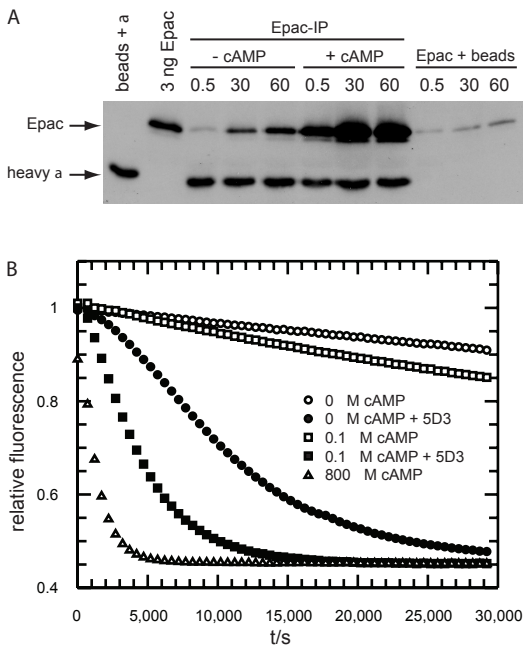 A
beads + a
3 ng Epac
Epac-IP
- cAMP
+ cAMP
Epac + beads
0.5 30 60 0.5 30 60 0.5 30 60
Epac
heavy a
B
relative fluorescence
1
0.8
0.6
0.4
0 M cAMP
0 M cAMP + 5D3
0.1 M cAMP
0.1 M cAMP + 5D3
800 M cAMP
0 5,000 10,000 15,000 20,000 25,000 30,000
t/s